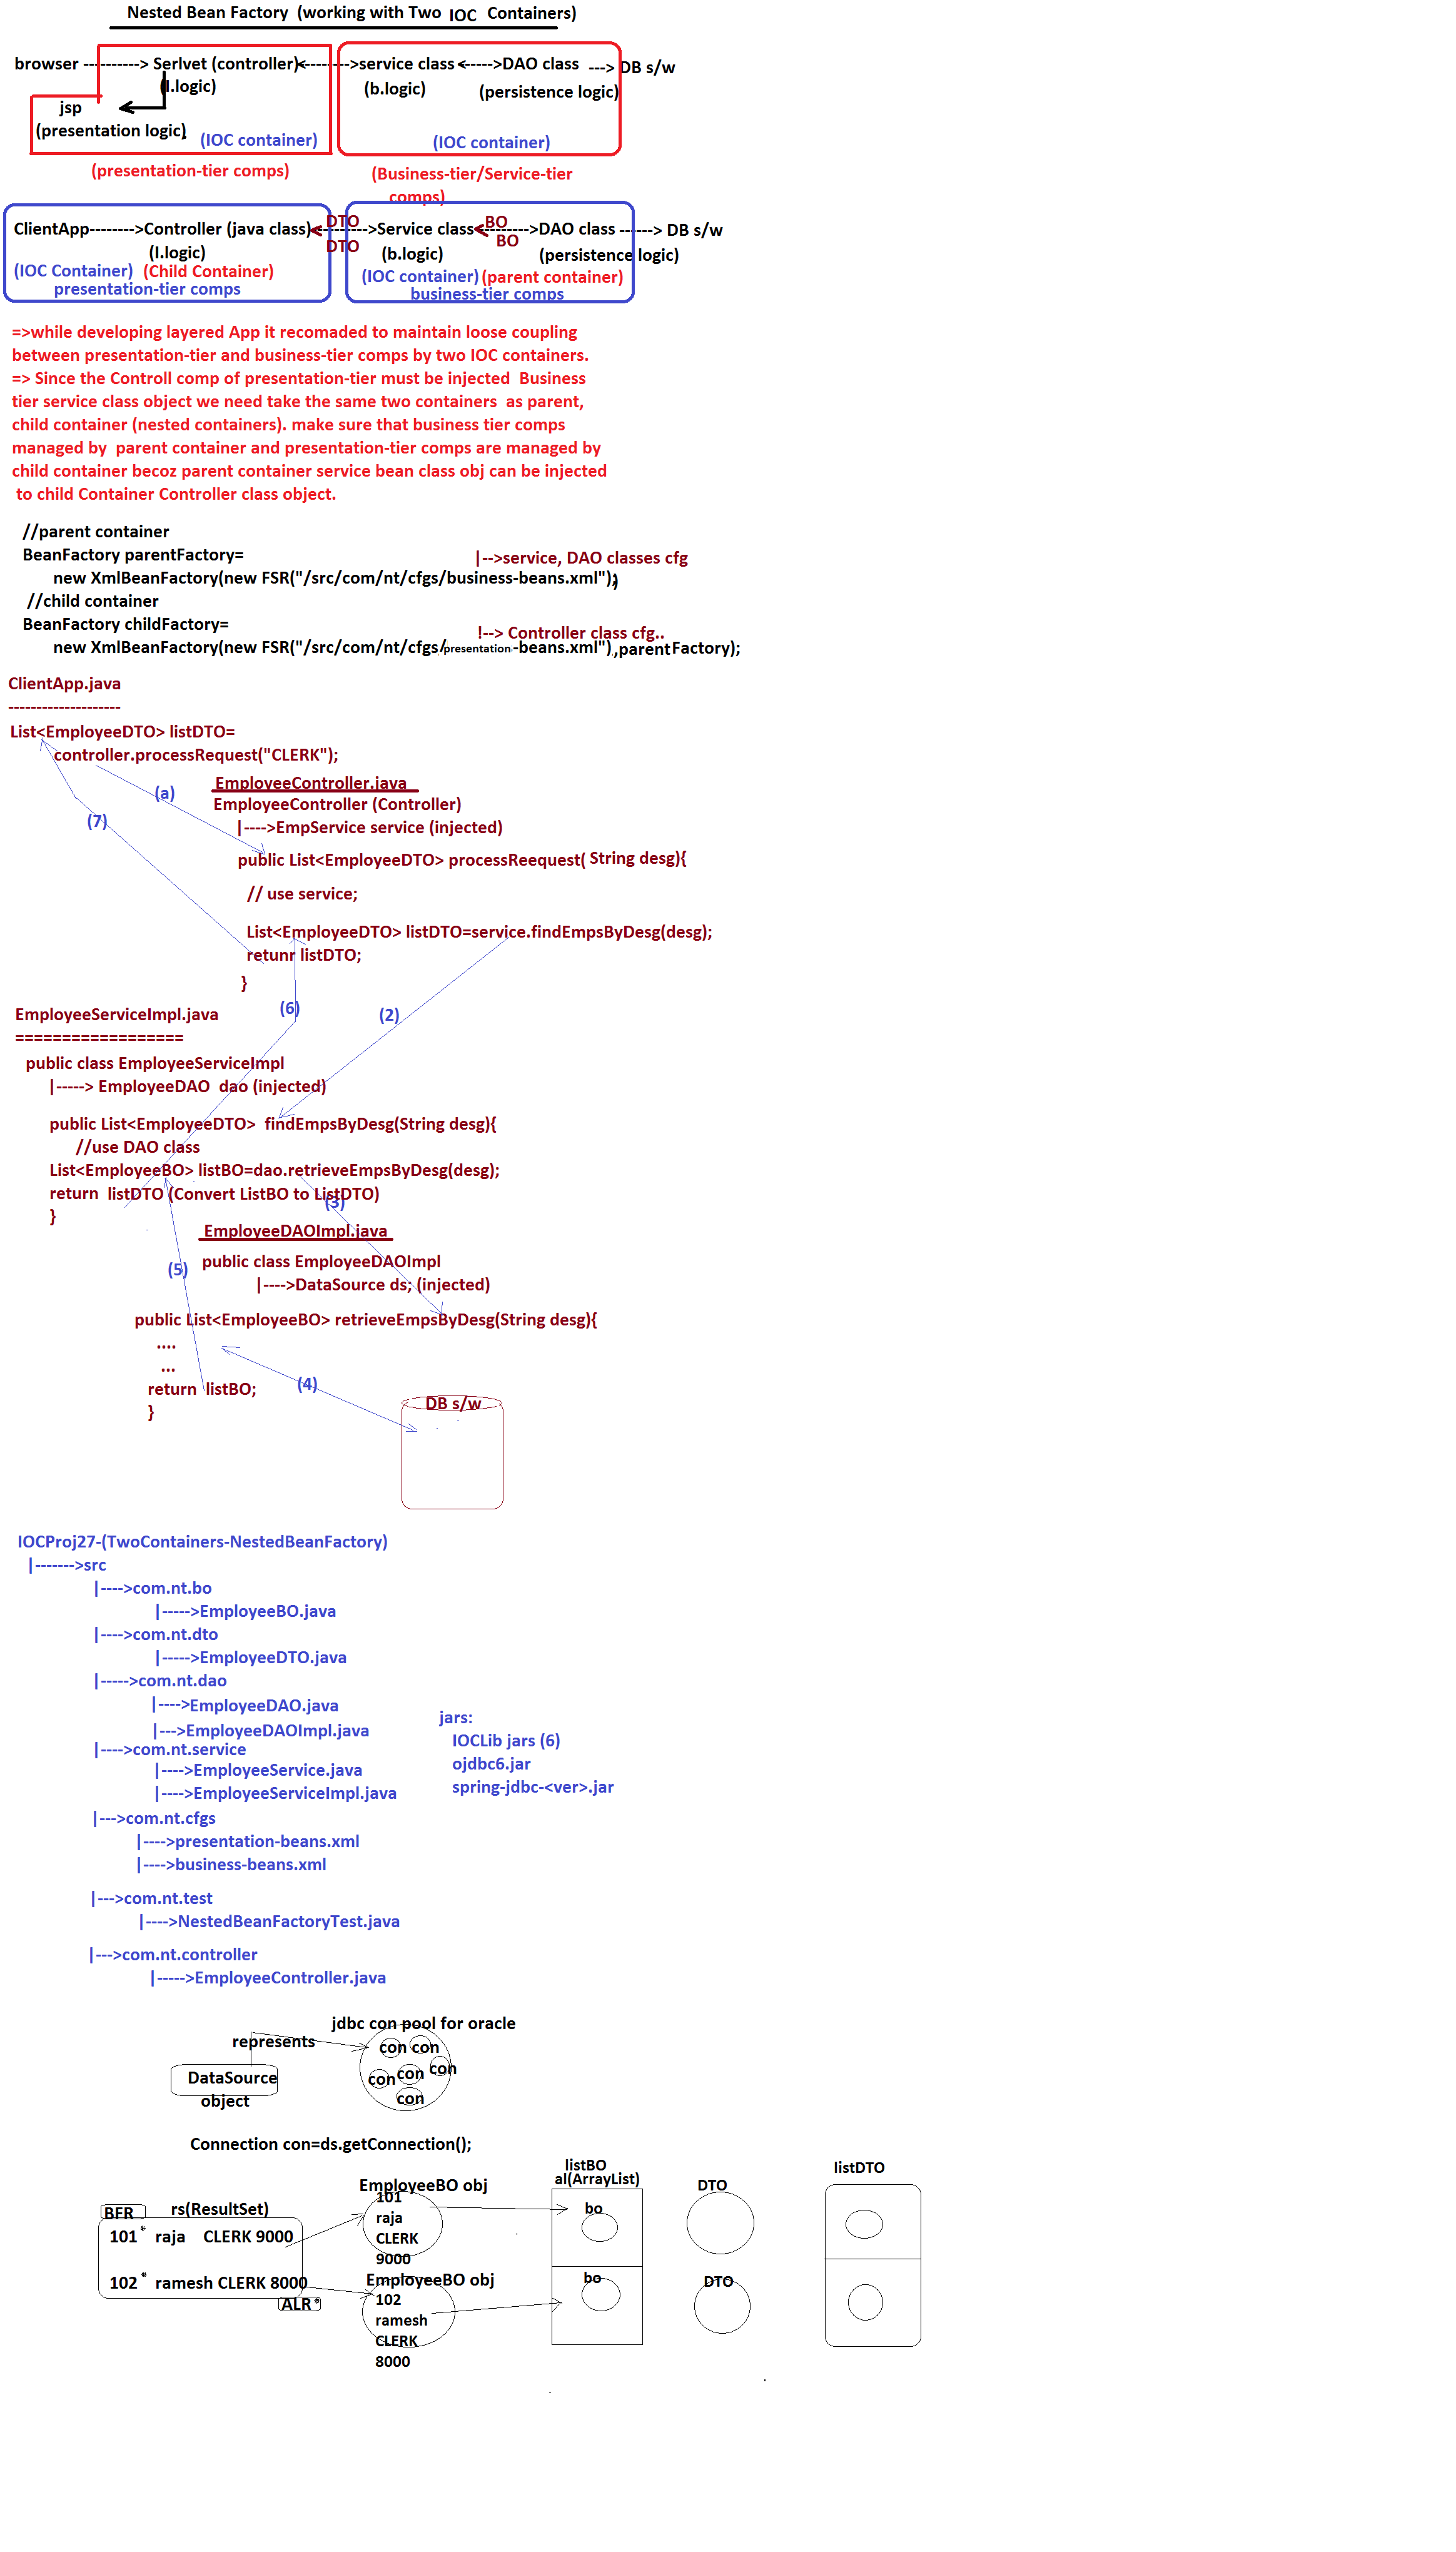 Nested Bean Factory (working with Two IOC Containers)
browser ----------> Serlvet (controller)<-------->service class <----->DAO class ---> DB s/w
(I.logic) (b.logic) (persistence logic)
jsp
(presentation logic) (IOC container) (IOC container)
(presentation-tier comps) (Business-tier/Service-tier
comps)
ClientApp-------->Controller (java class)<--------->Service class<--------->DAO class ------> DB s/w
DTO BO
DTO BO
(I.logic) (b.logic) (persistence logic)
(IOC Container) (Child Container) (IOC container) (parent container)
presentation-tier comps business-tier comps
=>while developing layered App it recomaded to maintain loose coupling
between presentation-tier and business-tier comps by two IOC containers.
=> Since the Controll comp of presentation-tier must be injected Business
tier service class object we need take the same two containers as parent,
child container (nested containers). make sure that business tier comps
managed by parent container and presentation-tier comps are managed by
child container becoz parent container service bean class obj can be injected
to child Container Controller class object.
//parent container
BeanFactory parentFactory=
|-->service, DAO classes cfg
new XmlBeanFactory(new FSR("/src/com/nt/cfgs/business-beans.xml");)
//child container
BeanFactory childFactory=
!--> Controller class cfg..
new XmlBeanFactory(new FSR("/src/com/nt/cfgs/presentation-beans.xml"),parentFactory);
ClientApp.java
--------------------
List<EmployeeDTO> listDTO=
controller.processRequest("CLERK");
EmployeeController.java
(a)
EmployeeController (Controller)
(7)
|---->EmpService service (injected)
public List<EmployeeDTO> processReequest( String desg){
// use service;
List<EmployeeDTO> listDTO=service.findEmpsByDesg(desg);
retunr listDTO;
}
(6)
(2)
EmployeeServiceImpl.java
==================
public class EmployeeServiceImpl
|-----> EmployeeDAO dao (injected)
public List<EmployeeDTO> findEmpsByDesg(String desg){
//use DAO class
List<EmployeeBO> listBO=dao.retrieveEmpsByDesg(desg);
return listDTO (Convert ListBO to ListDTO)
(3)
}
EmployeeDAOImpl.java
public class EmployeeDAOImpl
(5)
|---->DataSource ds; (injected)
public List<EmployeeBO> retrieveEmpsByDesg(String desg){
....
...
return listBO;
(4)
}
DB s/w
IOCProj27-(TwoContainers-NestedBeanFactory)
|------->src
|---->com.nt.bo
|----->EmployeeBO.java
|---->com.nt.dto
|----->EmployeeDTO.java
|----->com.nt.dao
|---->EmployeeDAO.java
|--->EmployeeDAOImpl.java
|---->com.nt.service
|---->EmployeeService.java
|---->EmployeeServiceImpl.java
|--->com.nt.cfgs
|---->presentation-beans.xml
|---->business-beans.xml
|--->com.nt.test
|---->NestedBeanFactoryTest.java
|--->com.nt.controller
|----->EmployeeController.java
jars:
IOCLib jars (6)
ojdbc6.jar
spring-jdbc-<ver>.jar
jdbc con pool for oracle
represents
con con
con con con
con
DataSource
object
Connection con=ds.getConnection();
listBO
al(ArrayList)
listDTO
EmployeeBO obj
DTO
BFR rs(ResultSet)
101 raja CLERK 9000
101
raja
CLERK
9000
bo
102 ramesh CLERK 8000
ALR
EmployeeBO obj
102
ramesh
CLERK
8000
bo
DTO